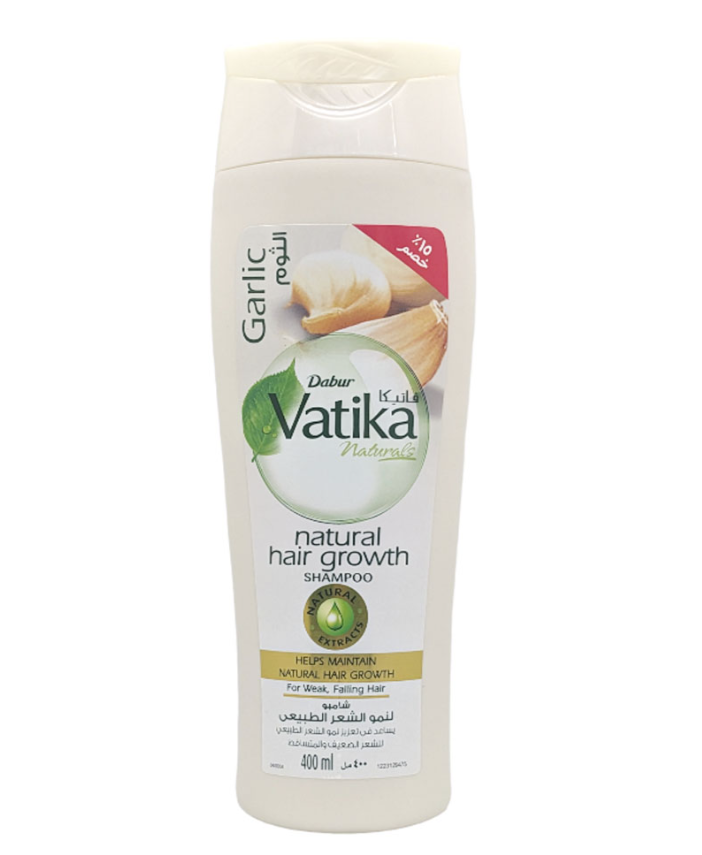 Garlic
الثوم
٪١٥
خصم
Dabur
فاتيكا
Vatika
Naturals
natural
hair growth
SHAMPOO
NATURAL
EXTRACTS
HELPS MAINTAIN
NATURAL HAIR GROWTH
For Weak, Falling Hair
شامبو
لنمو الشعر الطبيعي
يساعد في تعزيز نمو الشعر الطبيعي
للشعر الضعيف والمتساقط
400 ml ٤٠٠ مل